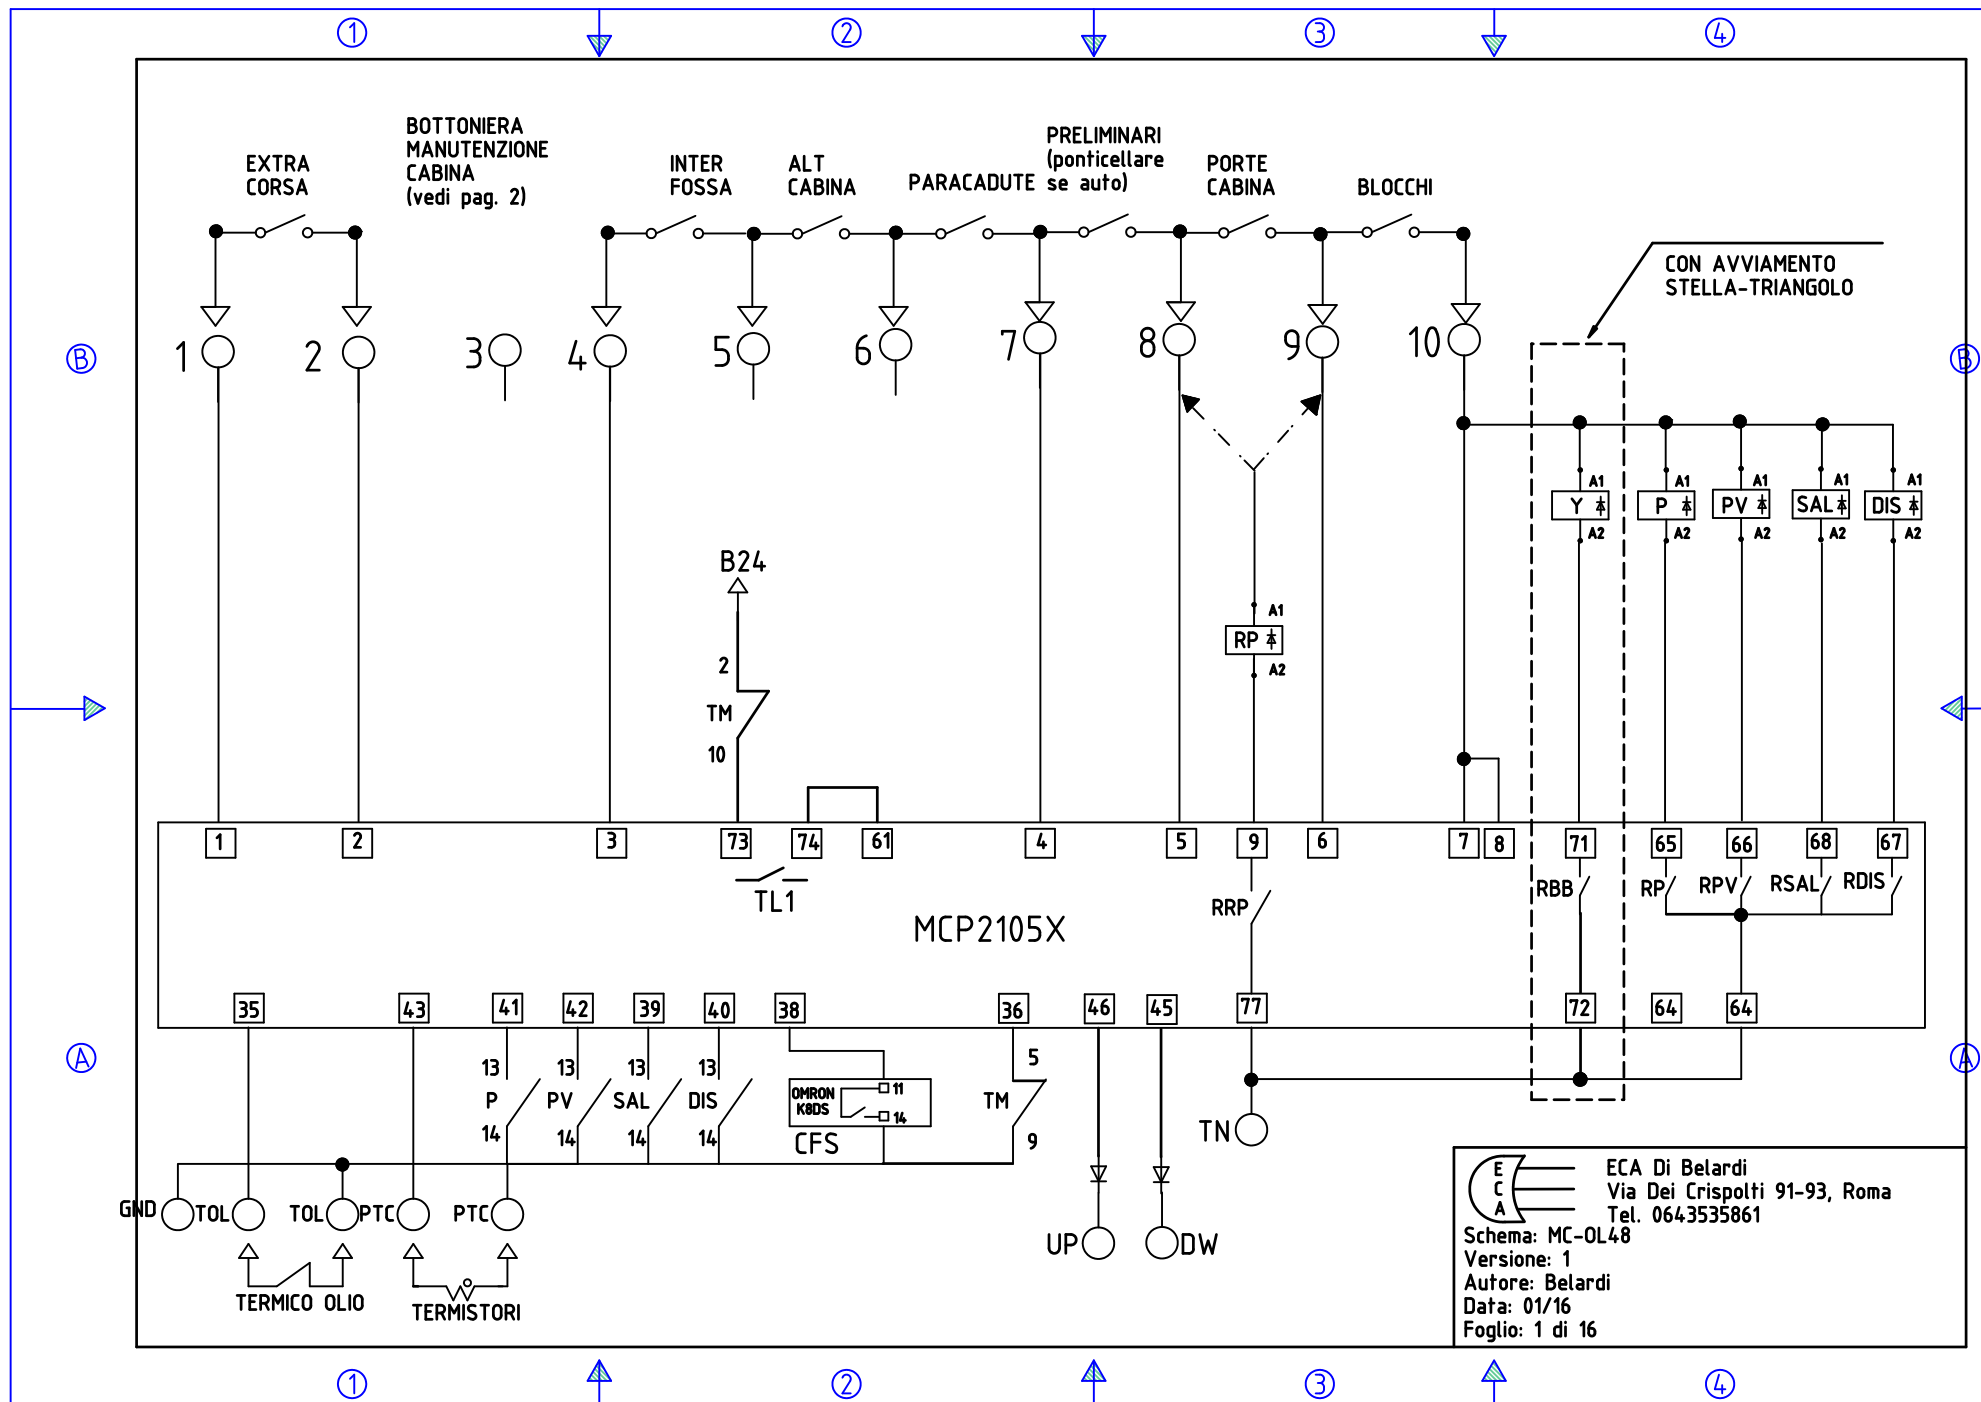 1
2
3
4
BOTTONIERA
MANUTENZIONE
CABINA
(vedi pag. 2)
EXTRA
CORSA
INTER
FOSSA
ALT
CABINA
PARACADUTE
PRELIMINARI
(ponticellare
se auto)
PORTE
CABINA
BLOCCHI
CON AVVIAMENTO
STELLA-TRIANGOLO
B
1
2
3
4
5
6
7
8
9
10
B
A1
Y
A2
A1
P
A2
A1
PV
A2
A1
SAL
A2
A1
DIS
A2
B24
2
TM
10
A1
RP
A2
1
2
3
73
74
61
4
5
9
6
7
8
71
65
66
68
67
TL1
MCP2105X
RRP
RBB
RP
RPV
RSAL
RDIS
35
43
41
42
39
40
38
36
46
45
77
72
64
64
A
13
P
14
13
PV
14
13
SAL
14
13
DIS
14
OMRON
K8DS
11
14
CFS
5
TM
9
TN
A
GND
TOL
TOL
PTC
PTC
UP
DW
TERMICO OLIO
TERMISTORI
E
C
A
ECA Di Belardi
Via Dei Crispolti 91-93, Roma
Tel. 0643535861
Schema: MC-OL48
Versione: 1
Autore: Belardi
Data: 01/16
Foglio: 1 di 16
1
2
3
4